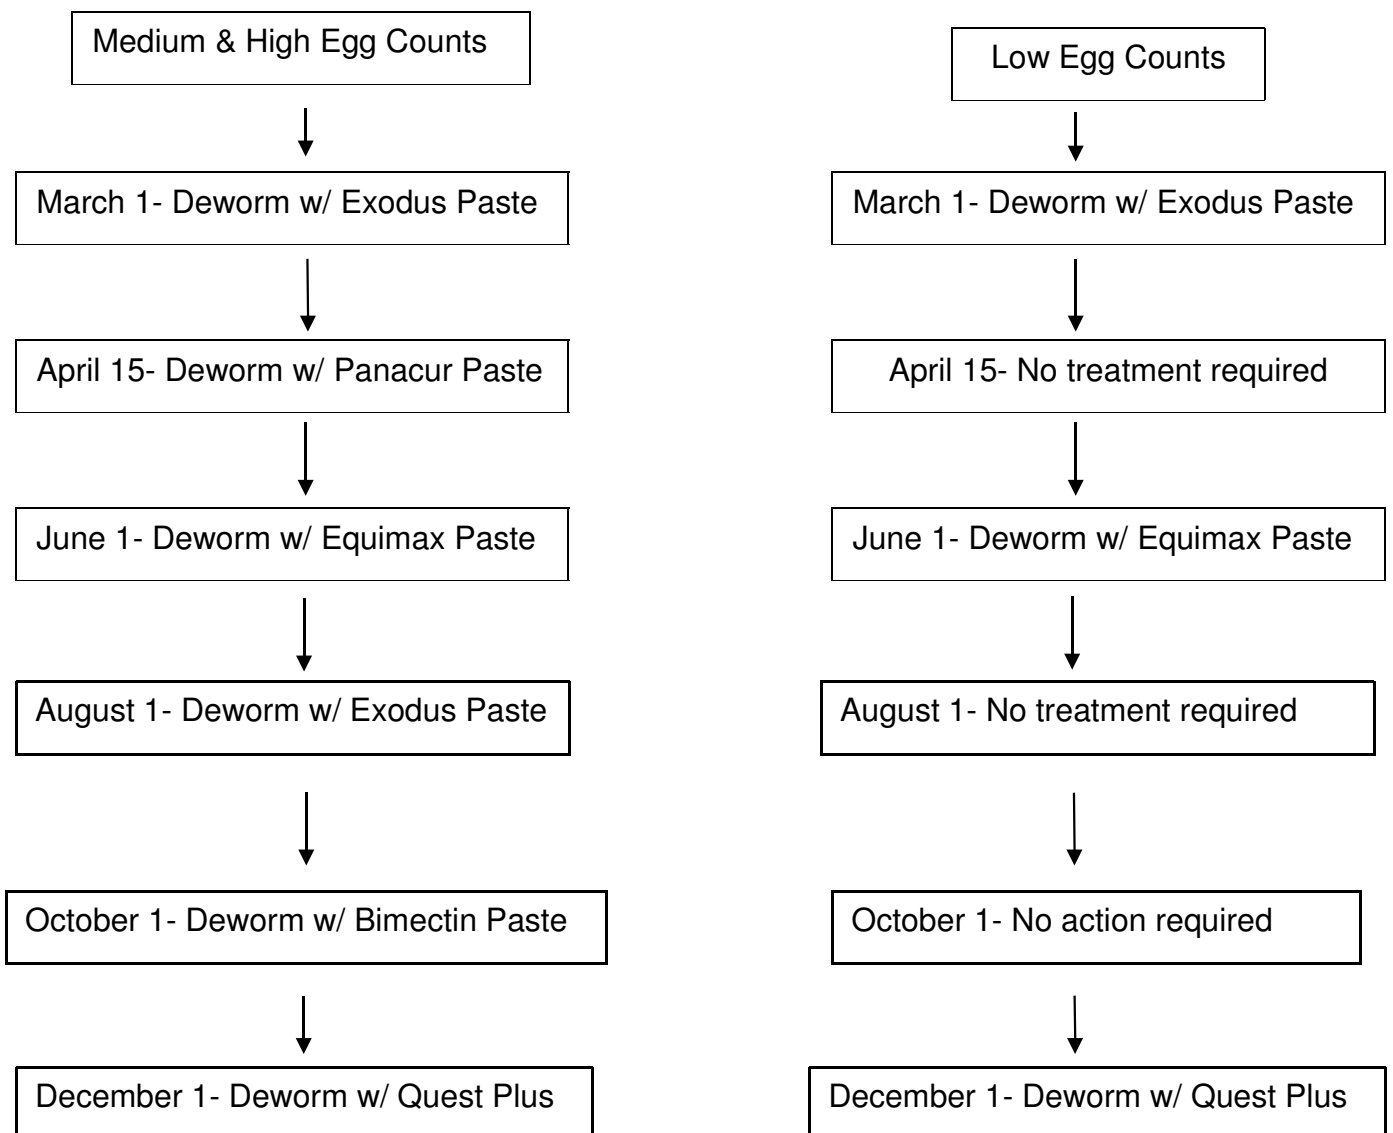 Medium & High Egg Counts
March 1- Deworm w/ Exodus Paste
April 15- Deworm w/ Panacur Paste
June 1- Deworm w/ Equimax Paste
August 1- Deworm w/ Exodus Paste
October 1- Deworm w/ Bimectin Paste
December 1- Deworm w/ Quest Plus
Low Egg Counts
March 1- Deworm w/ Exodus Paste
April 15- No treatment required
June 1- Deworm w/ Equimax Paste
August 1- No treatment required
October 1- No action required
December 1- Deworm w/ Quest Plus